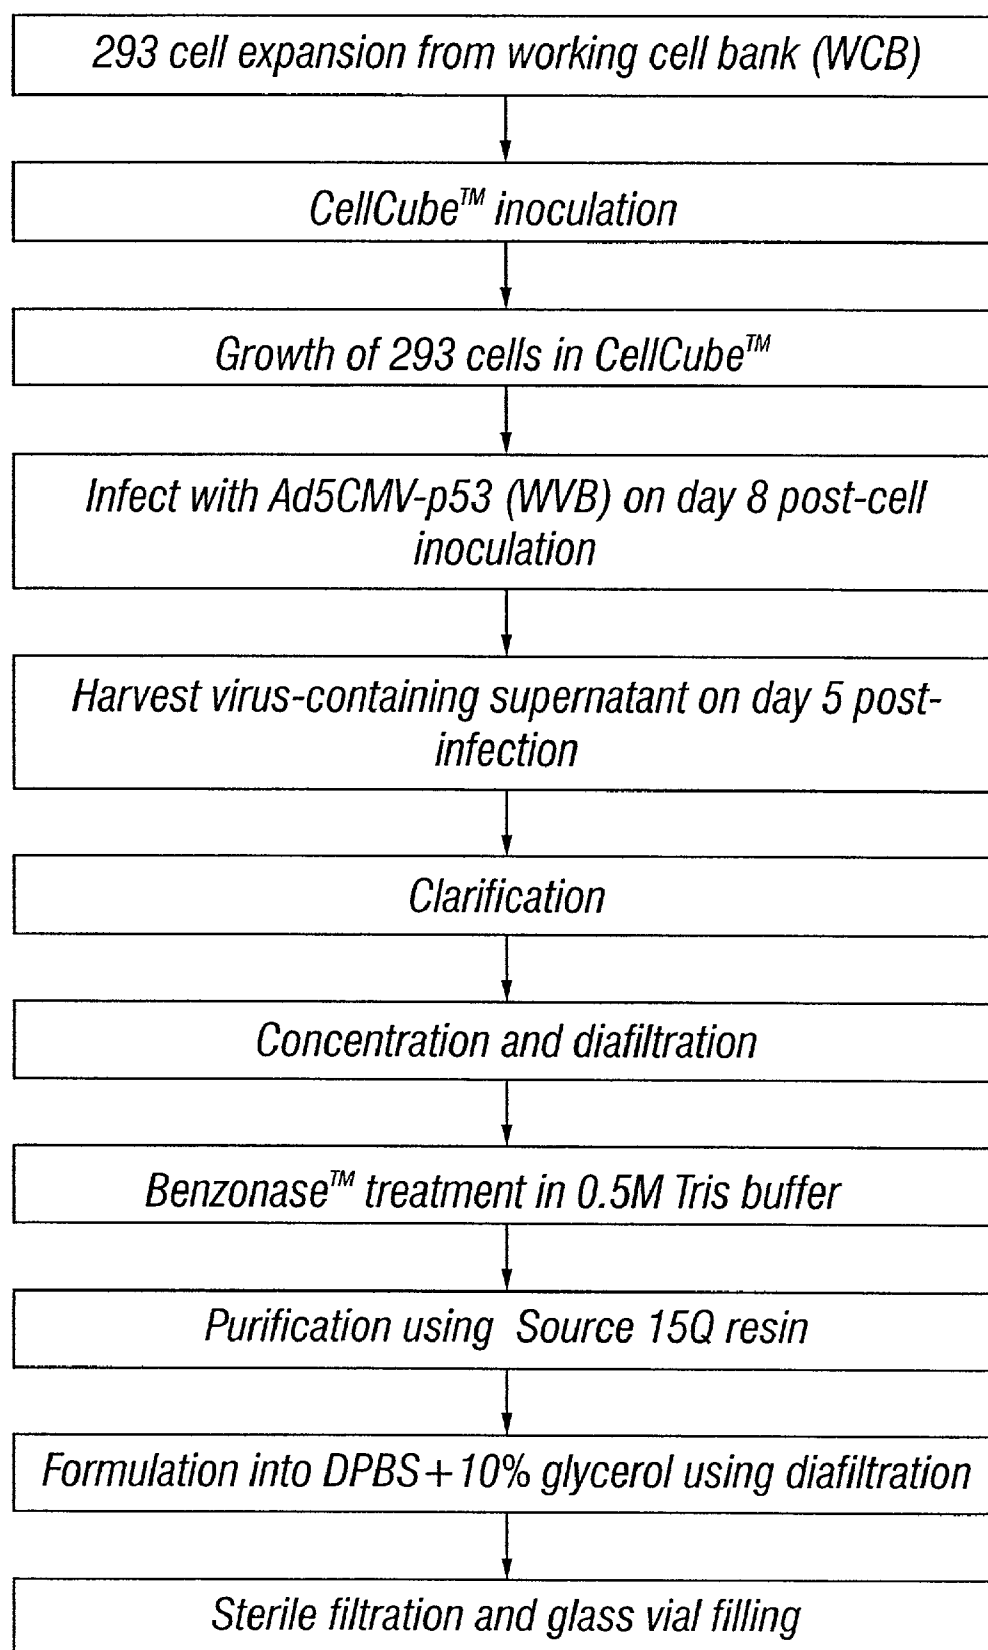 293 cell expansion from working cell bank (WCB)
CellCube™ inoculation
Growth of 293 cells in CellCube™
Infect with Ad5CMV-p53 (WVB) on day 8 post-cell
inoculation
Harvest virus-containing supernatant on day 5 post-
infection
Clarification
Concentration and diafiltration
Benzonase™ treatment in 0.5M Tris buffer
Purification using Source 15Q resin
Formulation into DPBS+10% glycerol using diafiltration
Sterile filtration and glass vial filling